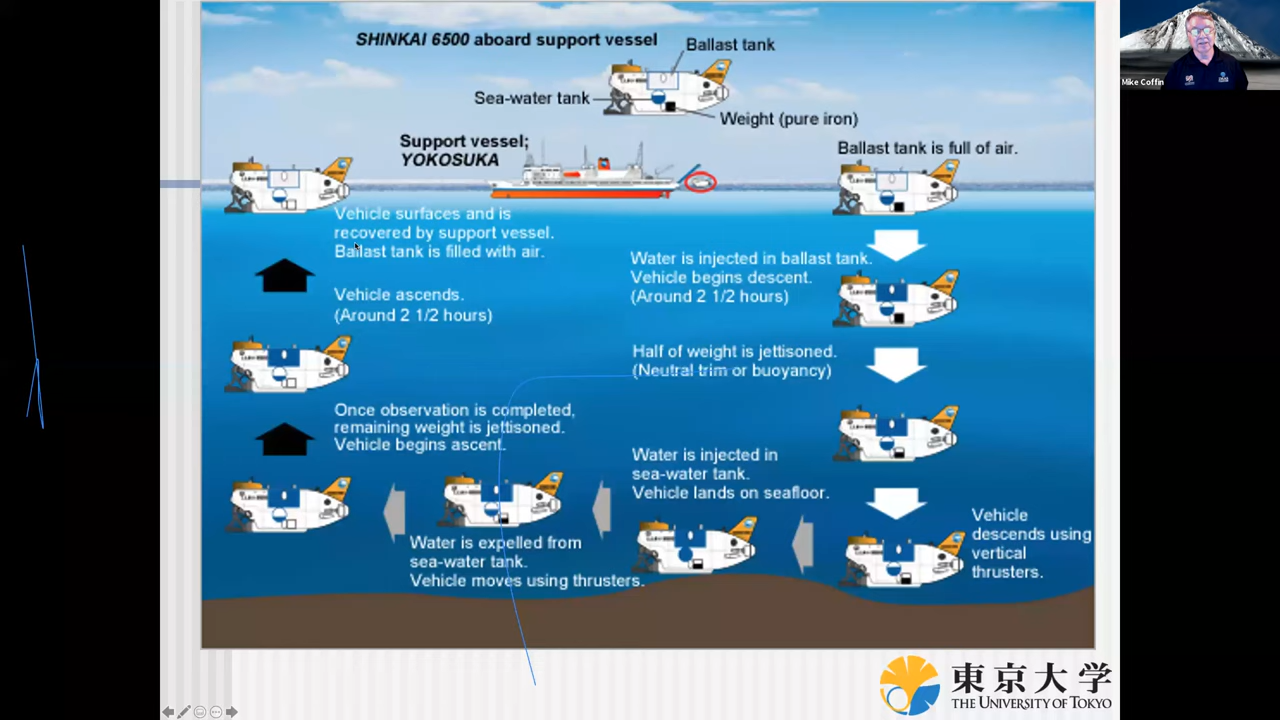 SHINKAI 6500 aboard support vessel
Ballast tank
Sea-water tank
Weight (pure iron)
Support vessel;
YOKOSUKA
Ballast tank is full of air.
Water is injected in ballast tank.
Vehicle begins descent.
(Around 2 1/2 hours)
Half of weight is jettisoned.
(Neutral trim or buoyancy)
Vehicle
descends using
vertical
thrusters.
Water is injected in
sea-water tank.
Vehicle lands on seafloor.
Water is expelled from
sea-water tank.
Vehicle moves using thrusters.
Once observation is completed,
remaining weight is jettisoned.
Vehicle begins ascent.
Vehicle ascends.
(Around 2 1/2 hours)
Vehicle surfaces and is
recovered by support vessel.
Ballast tank is filled with air.
東京大学
THE UNIVERSITY OF TOKYO
Mike Coffin